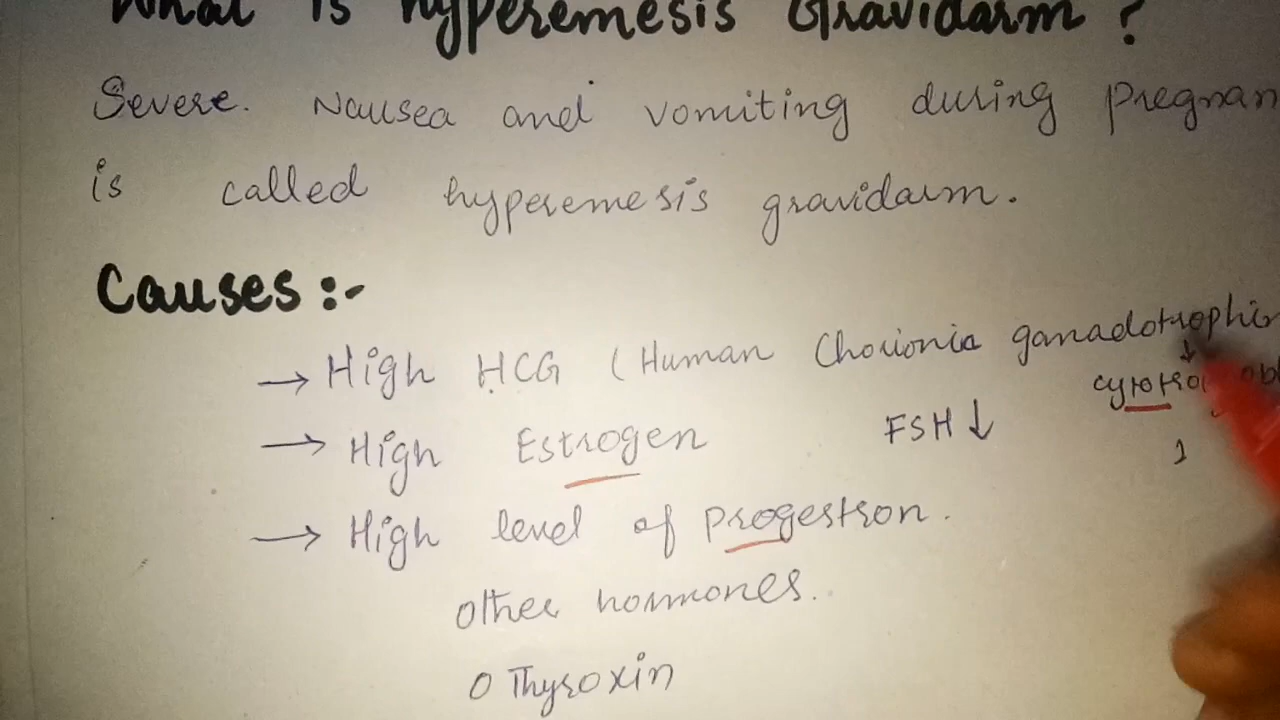 What is hyperemesis Gravidarm ?
Severe. Nausea and vomiting during pregnan
is called hyperemesis gravidarm.
Causes :-
→ High HCG ( Human Chorionic ganadotrophin
↓
→ High Estrogen FSH ↓
→ High level of progestron.
other hormones.
O Thyroxin